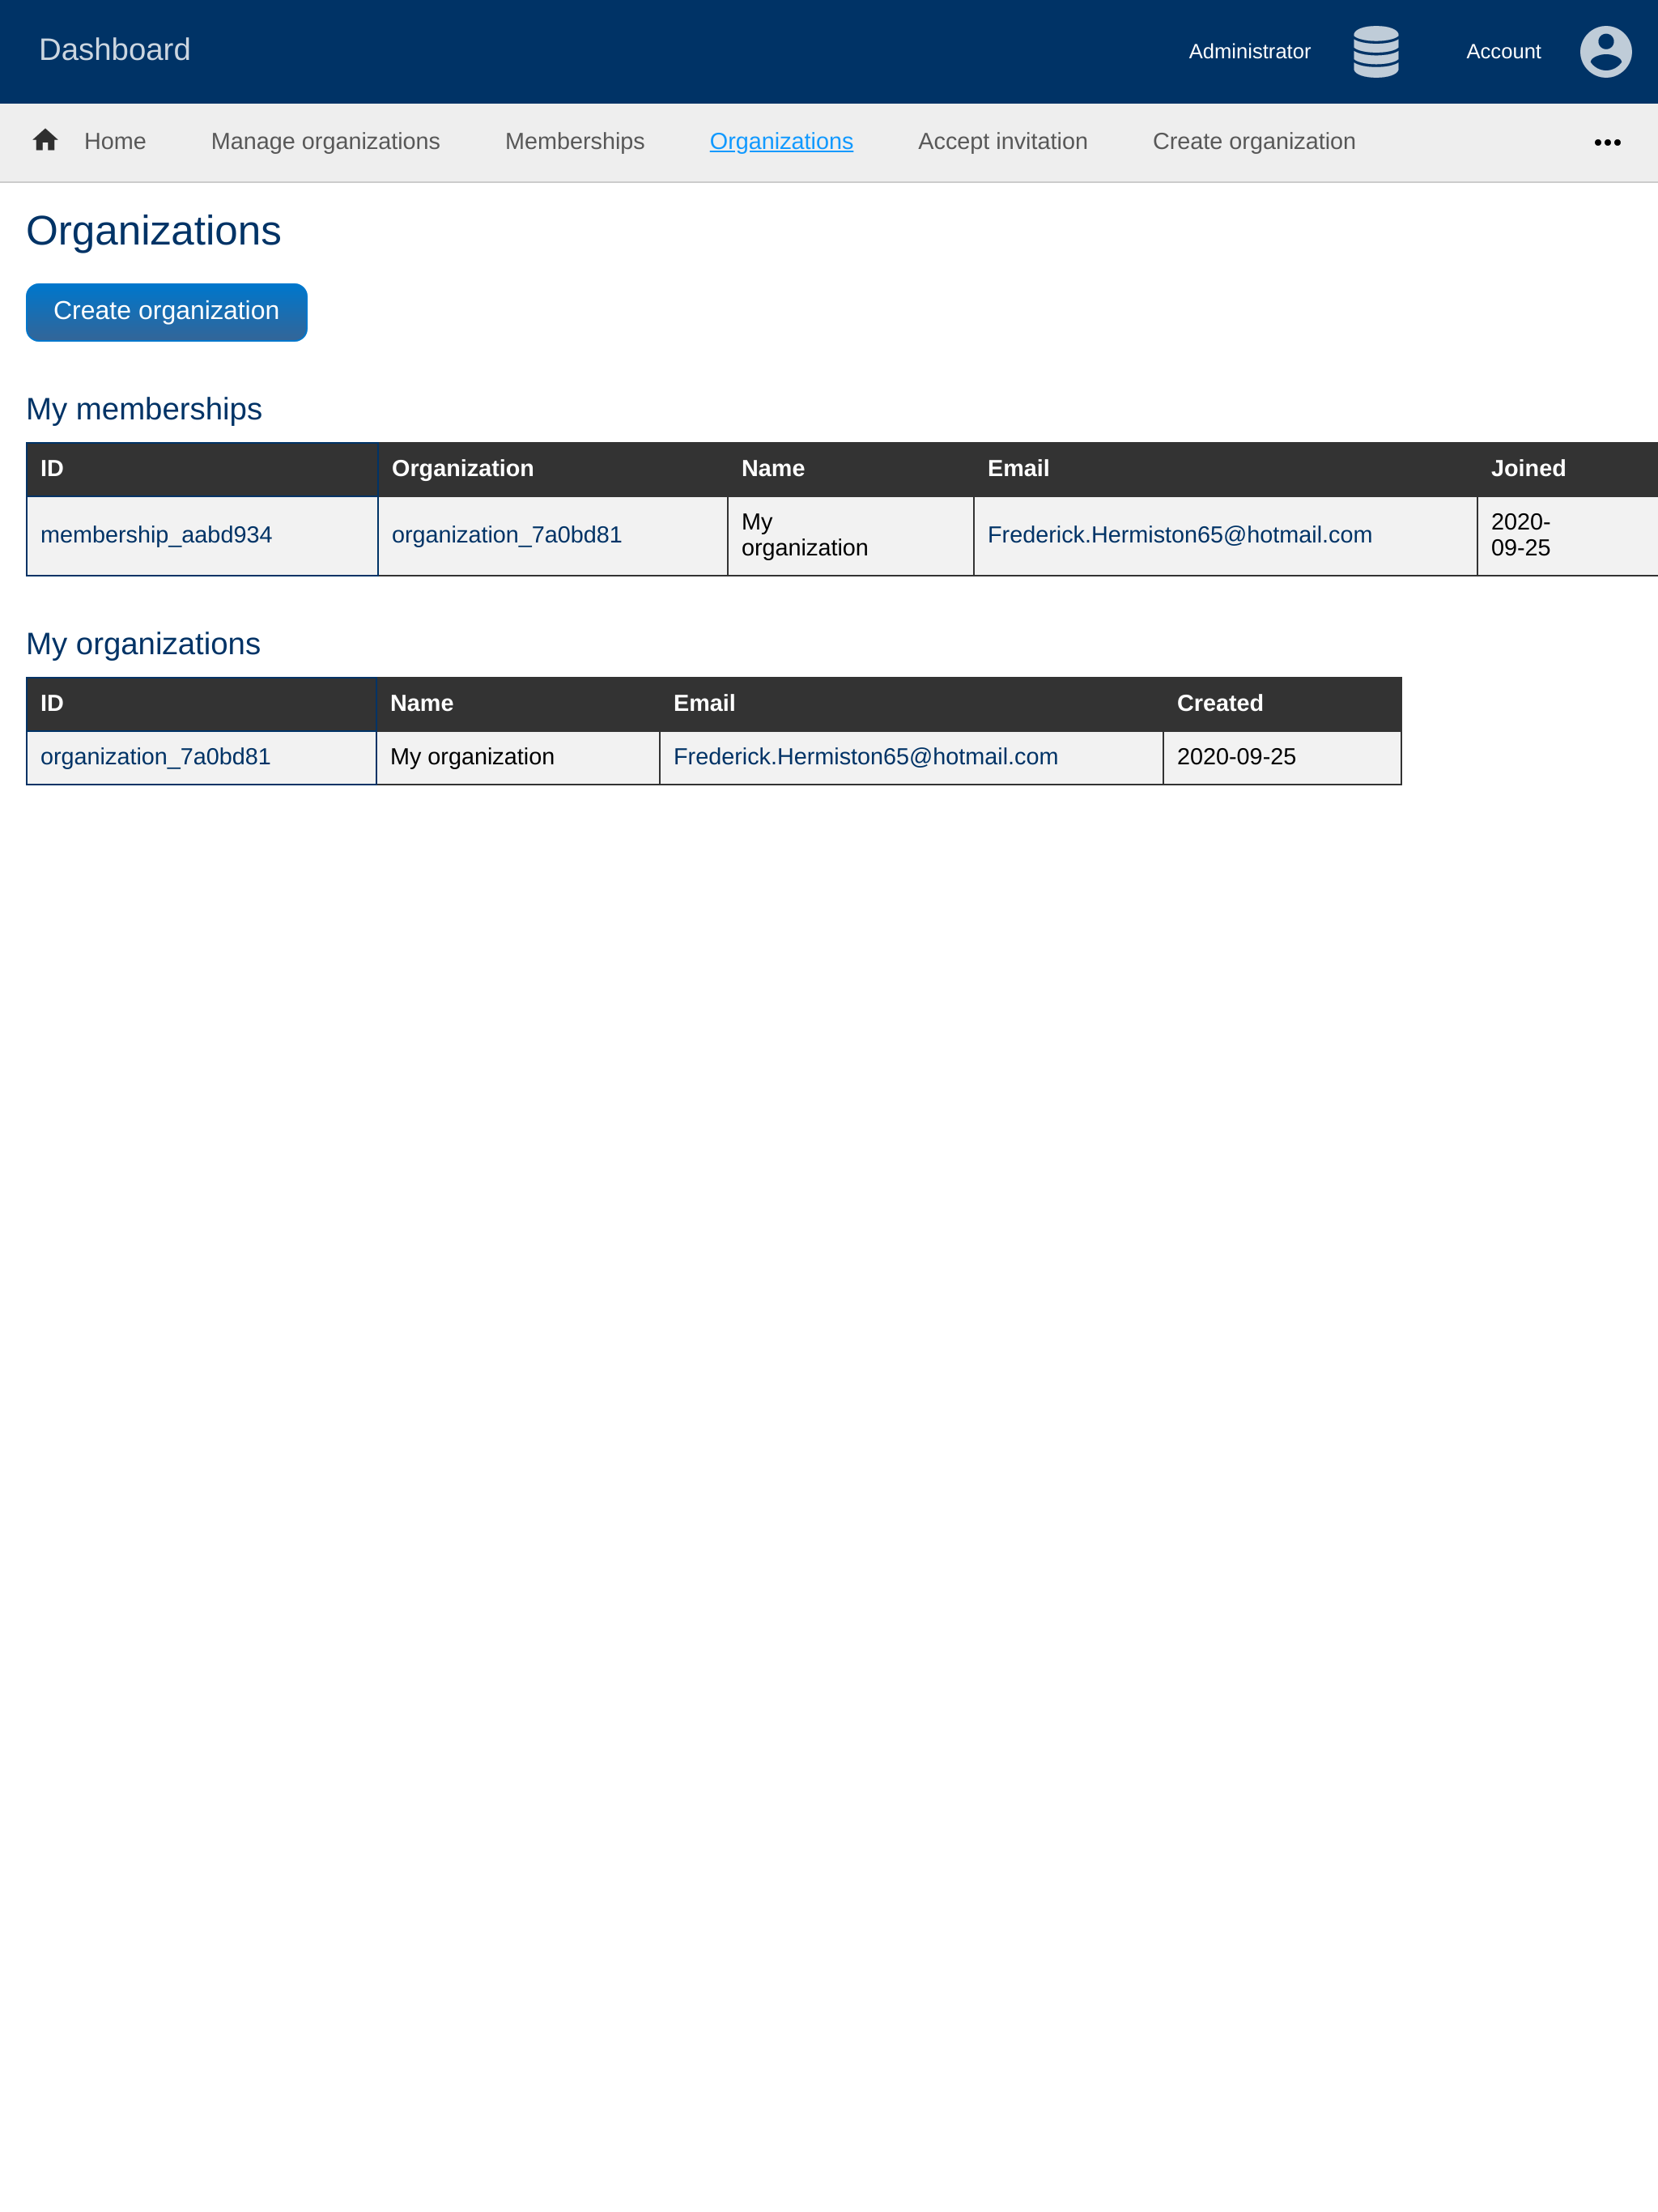 Dashboard Administrator Account
Home Manage organizations Memberships Organizations Accept invitation Create organization
Organizations
Create organization
My memberships
ID Organization Name Email Joined
membership_aabd934 organization_7a0bd81 My organization Frederick.Hermiston65@hotmail.com 2020-09-25
My organizations
ID Name Email Created
organization_7a0bd81 My organization Frederick.Hermiston65@hotmail.com 2020-09-25